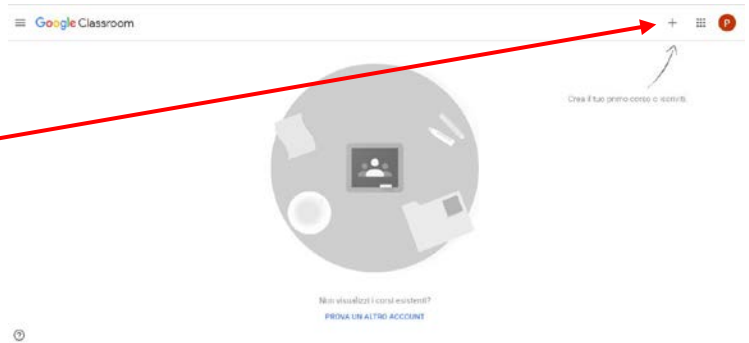 Google Classroom
P
Crea il tuo primo corso o iscriviti.
Non visualizzi i corsi esistenti?
PROVA UN ALTRO ACCOUNT
?